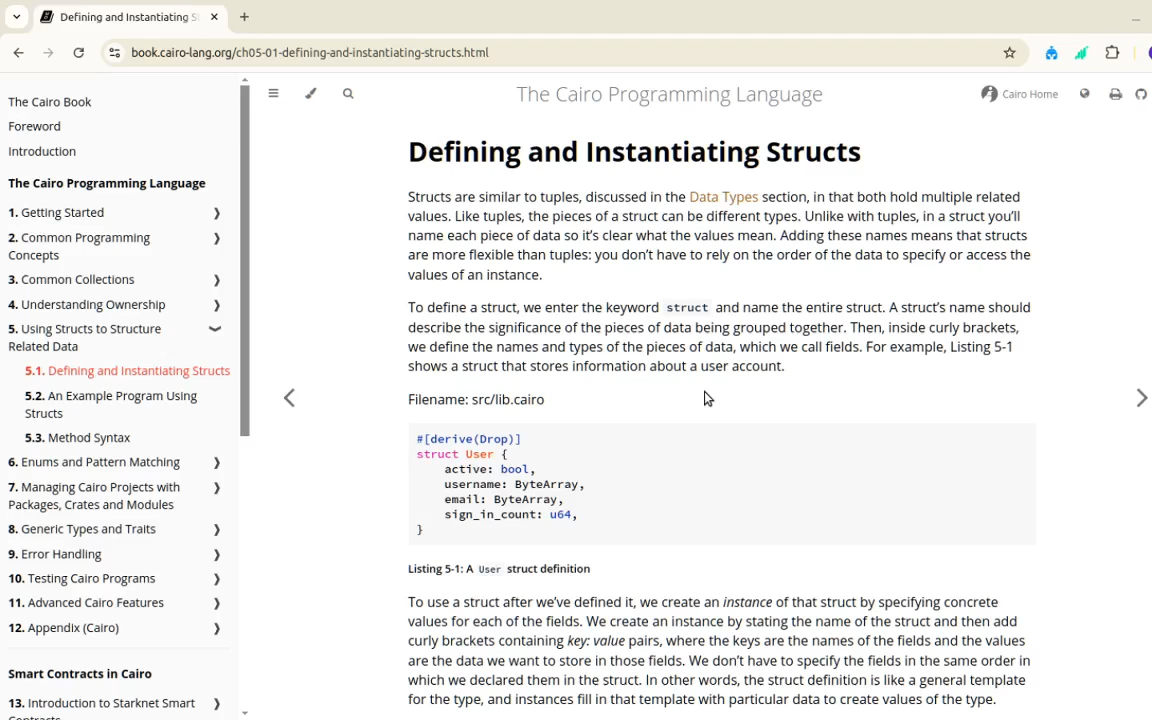 Defining and Instantiating S
book.cairo-lang.org/ch05-01-defining-and-instantiating-structs.html
The Cairo Book
Foreword
Introduction
The Cairo Programming Language
1. Getting Started
2. Common Programming
Concepts
3. Common Collections
4. Understanding Ownership
5. Using Structs to Structure
Related Data
5.1. Defining and Instantiating Structs
5.2. An Example Program Using
Structs
5.3. Method Syntax
6. Enums and Pattern Matching
7. Managing Cairo Projects with
Packages, Crates and Modules
8. Generic Types and Traits
9. Error Handling
10. Testing Cairo Programs
11. Advanced Cairo Features
12. Appendix (Cairo)
Smart Contracts in Cairo
13. Introduction to Starknet Smart
The Cairo Programming Language
Cairo Home
Defining and Instantiating Structs
Structs are similar to tuples, discussed in the Data Types section, in that both hold multiple related
values. Like tuples, the pieces of a struct can be different types. Unlike with tuples, in a struct you’ll
name each piece of data so it’s clear what the values mean. Adding these names means that structs
are more flexible than tuples: you don’t have to rely on the order of the data to specify or access the
values of an instance.
To define a struct, we enter the keyword struct and name the entire struct. A struct’s name should
describe the significance of the pieces of data being grouped together. Then, inside curly brackets,
we define the names and types of the pieces of data, which we call fields. For example, Listing 5-1
shows a struct that stores information about a user account.
Filename: src/lib.cairo
#[derive(Drop)]
struct User {
    active: bool,
    username: ByteArray,
    email: ByteArray,
    sign_in_count: u64,
}
Listing 5-1: A User struct definition
To use a struct after we’ve defined it, we create an instance of that struct by specifying concrete
values for each of the fields. We create an instance by stating the name of the struct and then add
curly brackets containing key: value pairs, where the keys are the names of the fields and the values
are the data we want to store in those fields. We don’t have to specify the fields in the same order in
which we declared them in the struct. In other words, the struct definition is like a general template
for the type, and instances fill in that template with particular data to create values of the type.